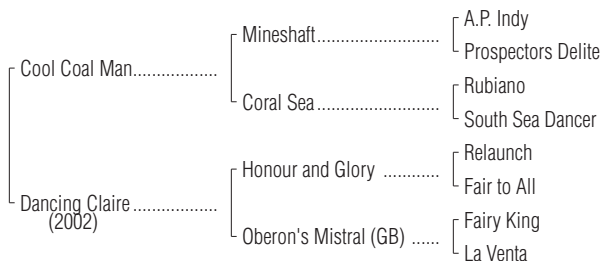 A.P. Indy
Mineshaft..............................
Prospectors Delite
Cool Coal Man.................
Rubiano
Coral Sea..............................
South Sea Dancer
Relaunch
Honour and Glory ............
Fair to All
Dancing Claire.................
(2002)
Fairy King
Oberon's Mistral (GB) ......
La Venta